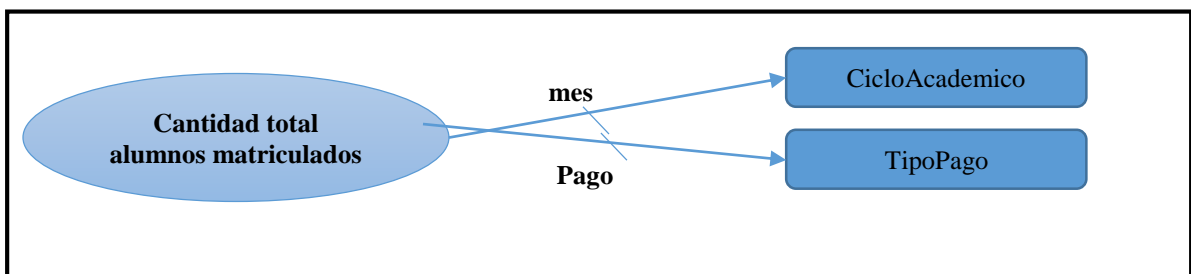 CicloAcademico
mes
Cantidad total
alumnos matriculados
TipoPago
Pago